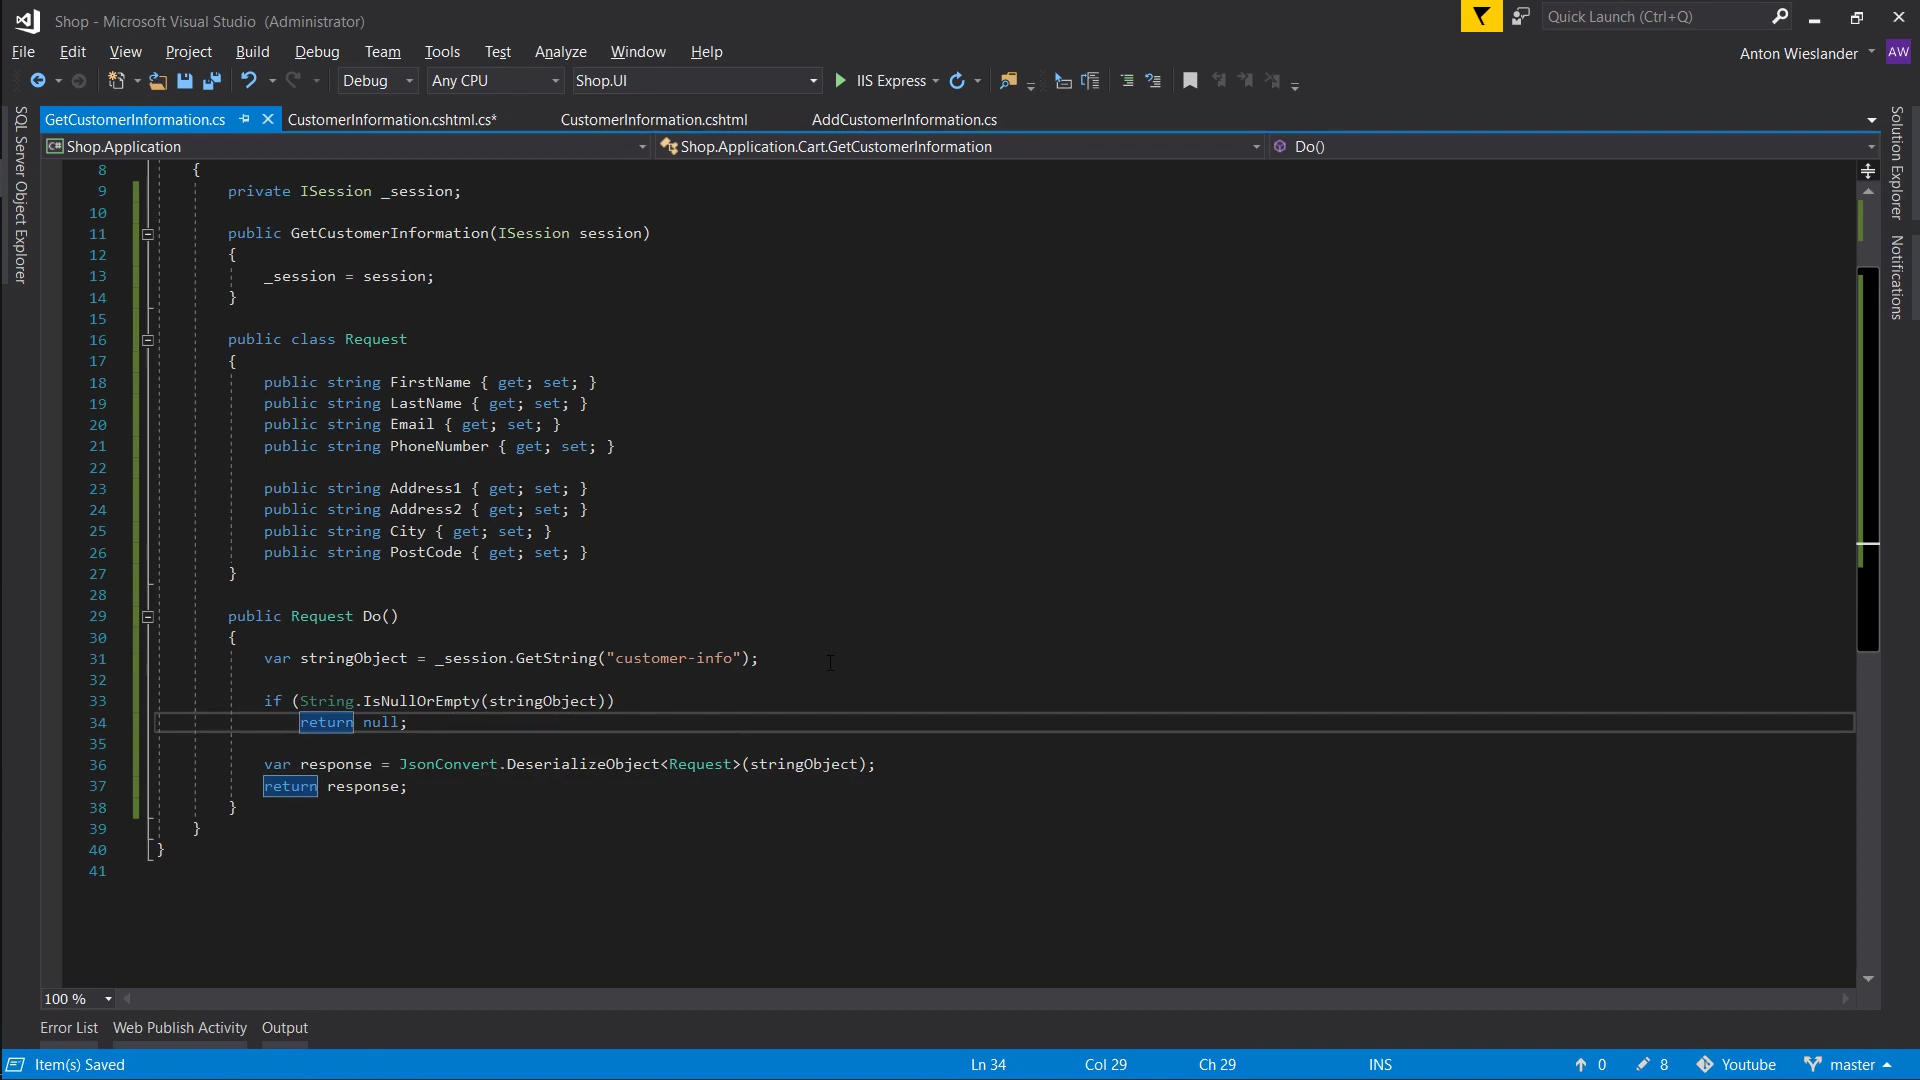 Shop - Microsoft Visual Studio (Administrator)
Quick Launch (Ctrl+Q)
File Edit View Project Build Debug Team Tools Test Analyze Window Help
Anton Wieslander AW
Debug Any CPU Shop.UI IIS Express
GetCustomerInformation.cs CustomerInformation.cshtml.cs* CustomerInformation.cshtml AddCustomerInformation.cs
C# Shop.Application Shop.Application.Cart.GetCustomerInformation Do()
SQL Server Object Explorer
Solution Explorer
Notifications
8 {
9 private ISession _session;
10
11 public GetCustomerInformation(ISession session)
12 {
13 _session = session;
14 }
15
16 public class Request
17 {
18 public string FirstName { get; set; }
19 public string LastName { get; set; }
20 public string Email { get; set; }
21 public string PhoneNumber { get; set; }
22
23 public string Address1 { get; set; }
24 public string Address2 { get; set; }
25 public string City { get; set; }
26 public string PostCode { get; set; }
27 }
28
29 public Request Do()
30 {
31 var stringObject = _session.GetString("customer-info");
32
33 if (String.IsNullOrEmpty(stringObject))
34 return null;
35
36 var response = JsonConvert.DeserializeObject<Request>(stringObject);
37 return response;
38 }
39 }
40 }
41
100 %
Error List Web Publish Activity Output
Item(s) Saved Ln 34 Col 29 Ch 29 INS 0 8 Youtube master